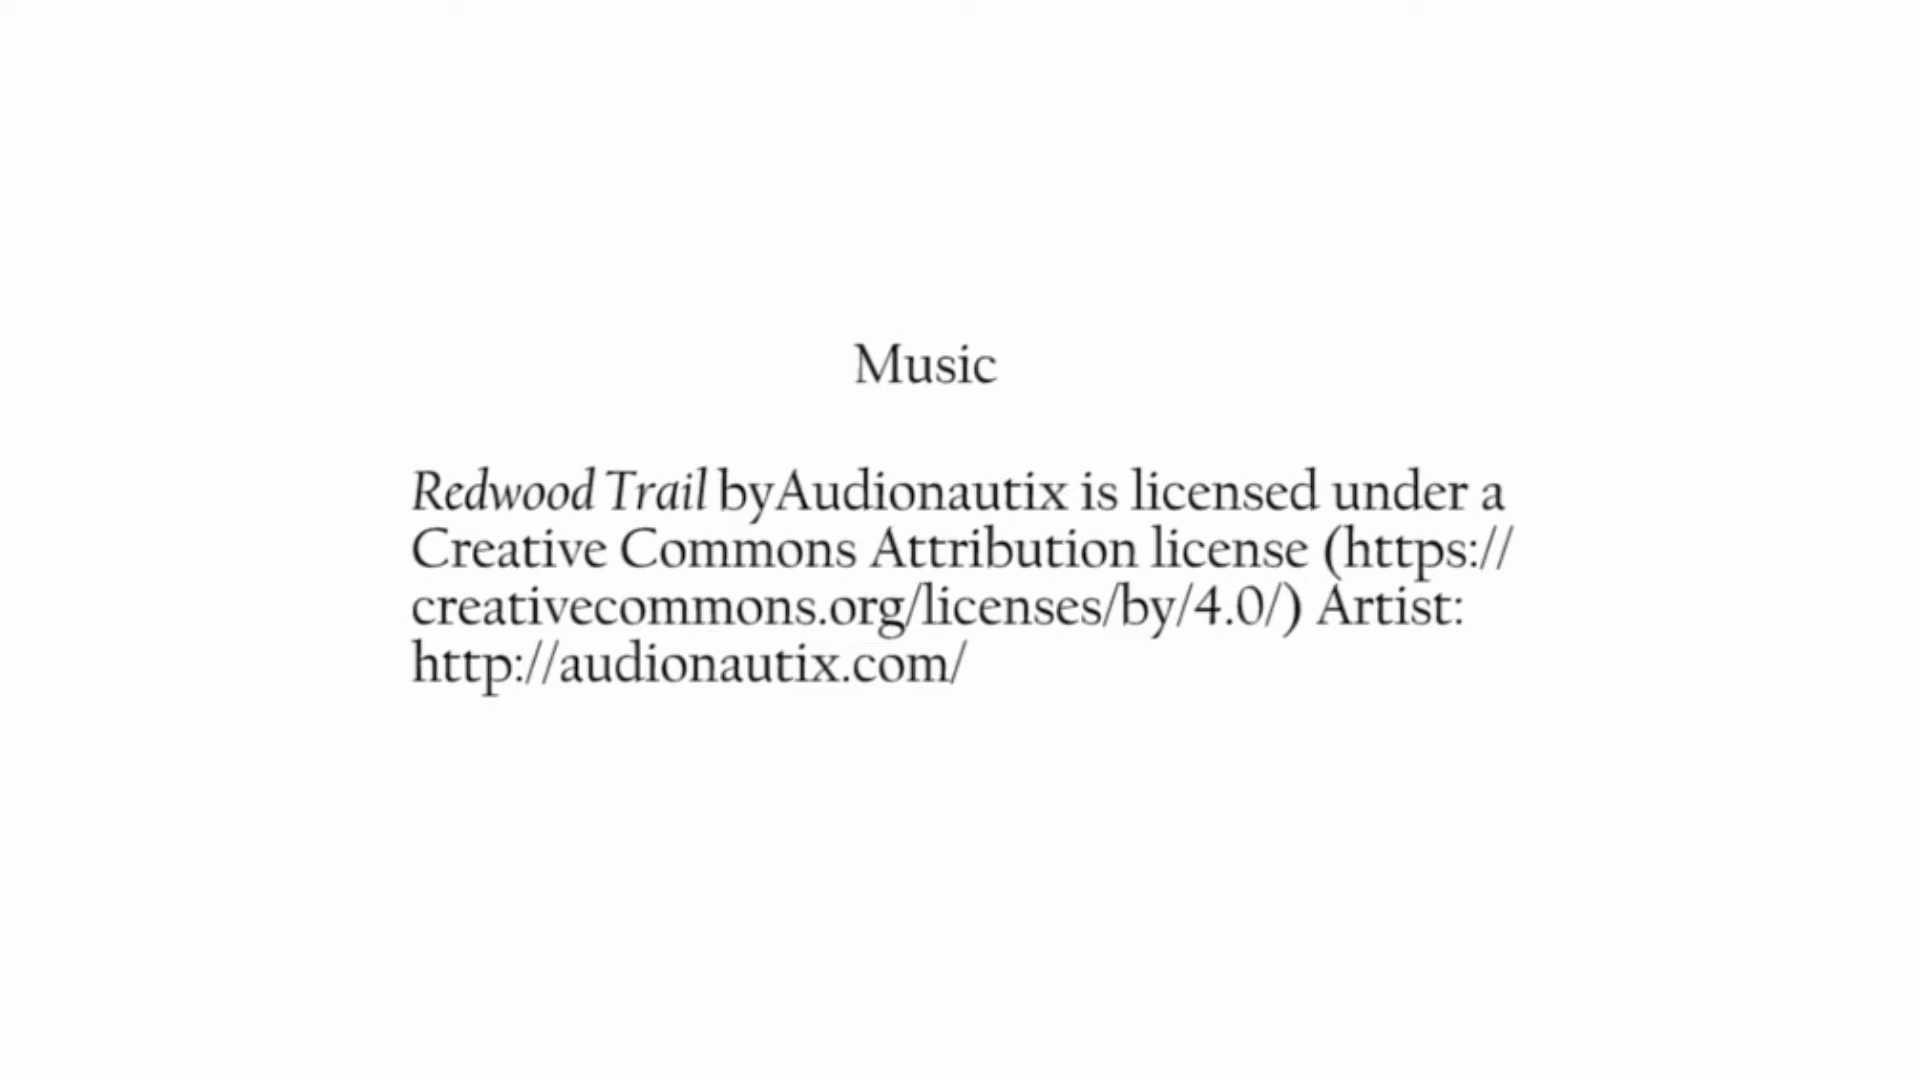 Music
Redwood Trail byAudionautix is licensed under a
Creative Commons Attribution license (https://
creativecommons.org/licenses/by/4.0/) Artist:
http://audionautix.com/